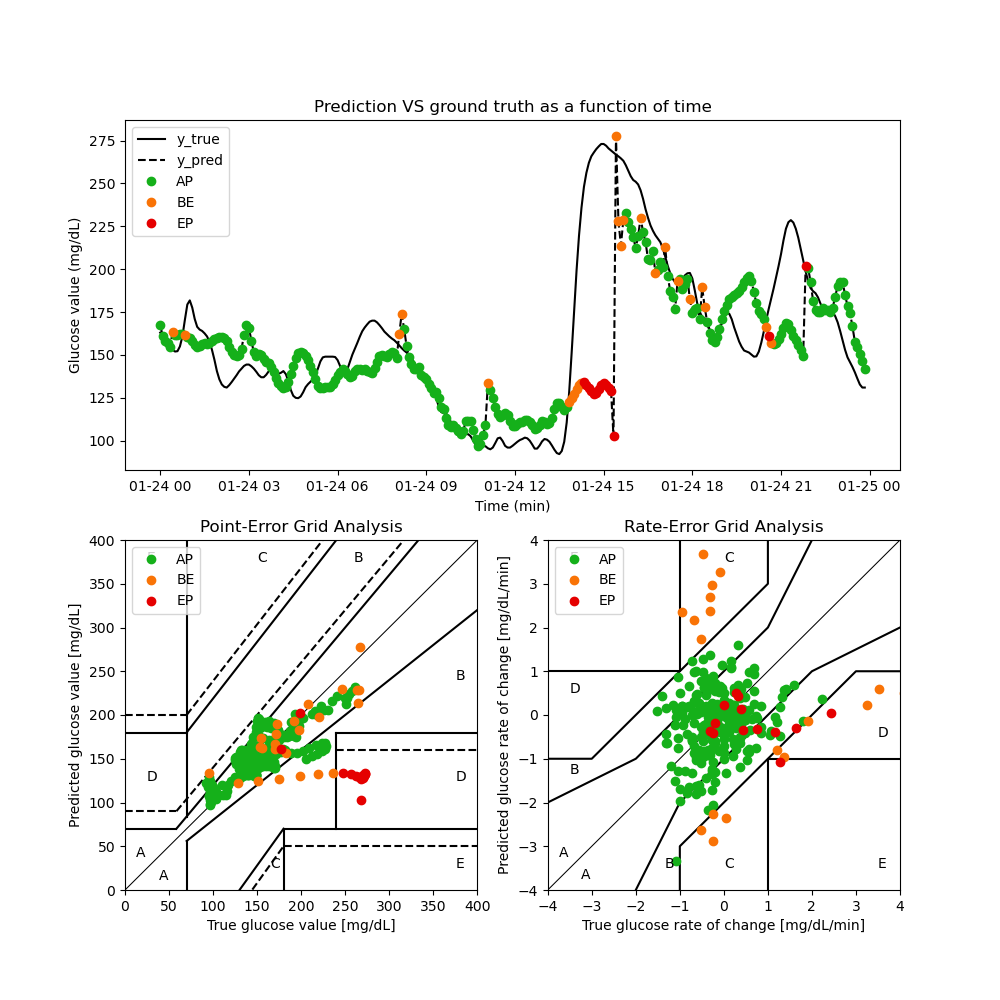 Prediction VS ground truth as a function of time
Glucose value (mg/dL)
275
250
225
200
175
150
125
100
y_true
y_pred
AP
BE
EP
01-24 00 01-24 03 01-24 06 01-24 09 01-24 12 01-24 15 01-24 18 01-24 21 01-25 00
Time (min)
Point-Error Grid Analysis
Predicted glucose value [mg/dL]
400
350
300
250
200
150
100
50
0
AP
BE
EP
C
B
B
D
D
A
A
C
E
0 50 100 150 200 250 300 350 400
True glucose value [mg/dL]
Rate-Error Grid Analysis
Predicted glucose rate of change [mg/dL/min]
4
3
2
1
0
−1
−2
−3
−4
AP
BE
EP
C
D
D
B
A
A
B
C
E
−4 −3 −2 −1 0 1 2 3 4
True glucose rate of change [mg/dL/min]